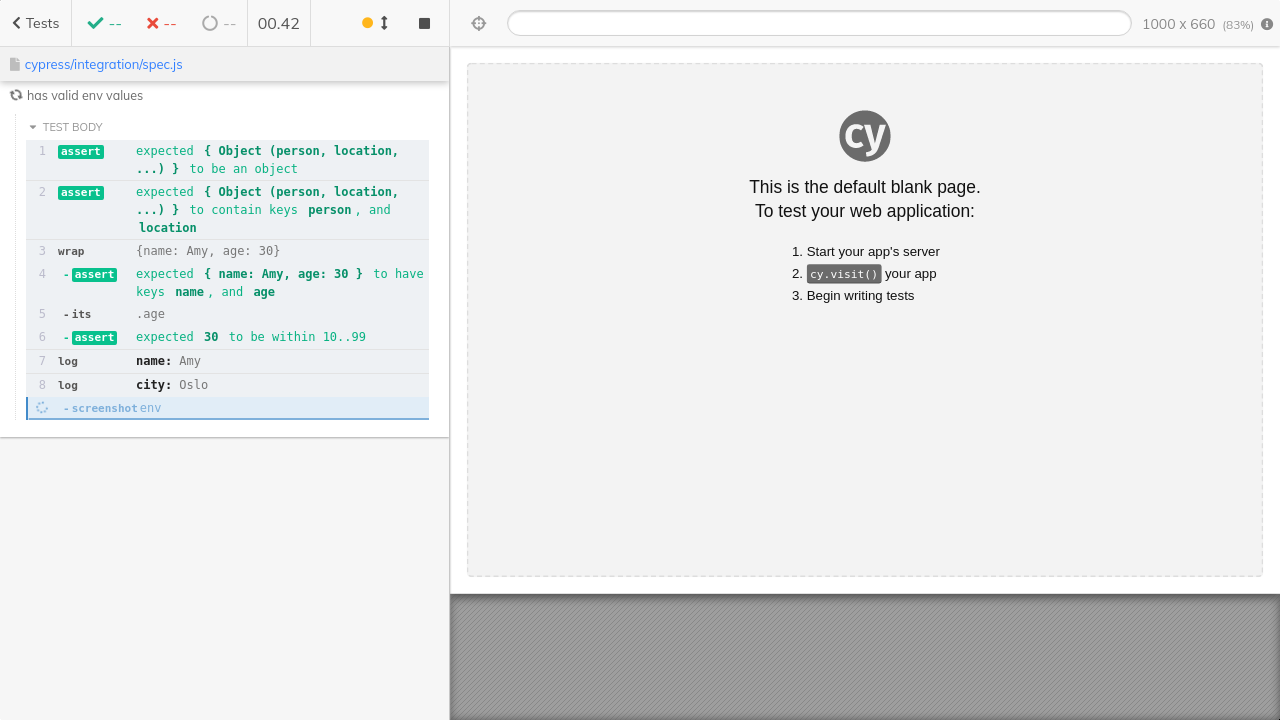 Tests
--
--
--
00.42
1000 x 660 (83%)
cypress/integration/spec.js
has valid env values
TEST BODY
1 assert expected { Object (person, location,
...) } to be an object
2 assert expected { Object (person, location,
...) } to contain keys person, and
location
3 wrap {name: Amy, age: 30}
4 -assert expected { name: Amy, age: 30 } to have
keys name, and age
5 -its .age
6 -assert expected 30 to be within 10..99
7 log name: Amy
8 log city: Oslo
-screenshot env
cy
This is the default blank page.
To test your web application:
1. Start your app's server
2. cy.visit() your app
3. Begin writing tests